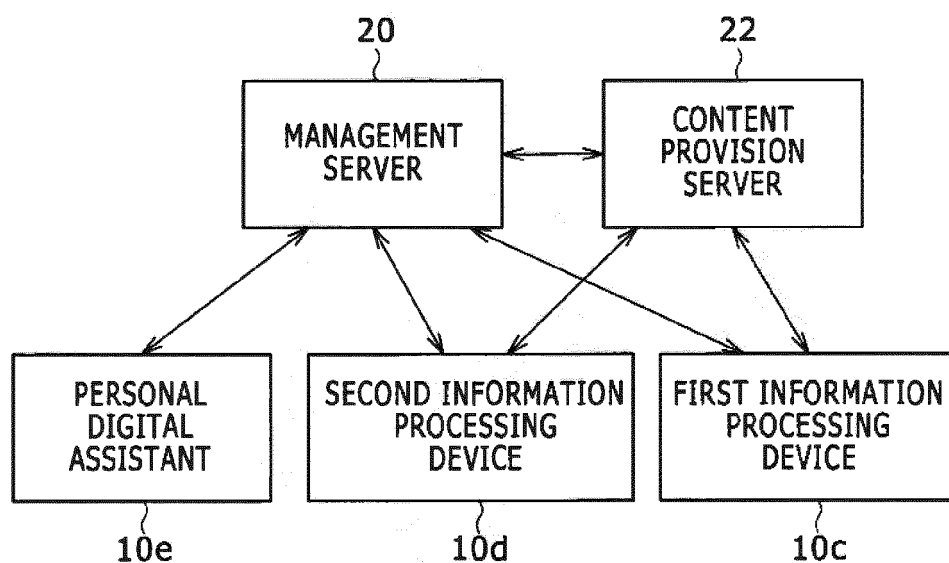 20
22
MANAGEMENT
SERVER
CONTENT
PROVISION
SERVER
PERSONAL
DIGITAL
ASSISTANT
SECOND INFORMATION
PROCESSING
DEVICE
FIRST INFORMATION
PROCESSING
DEVICE
10e
10d
10c